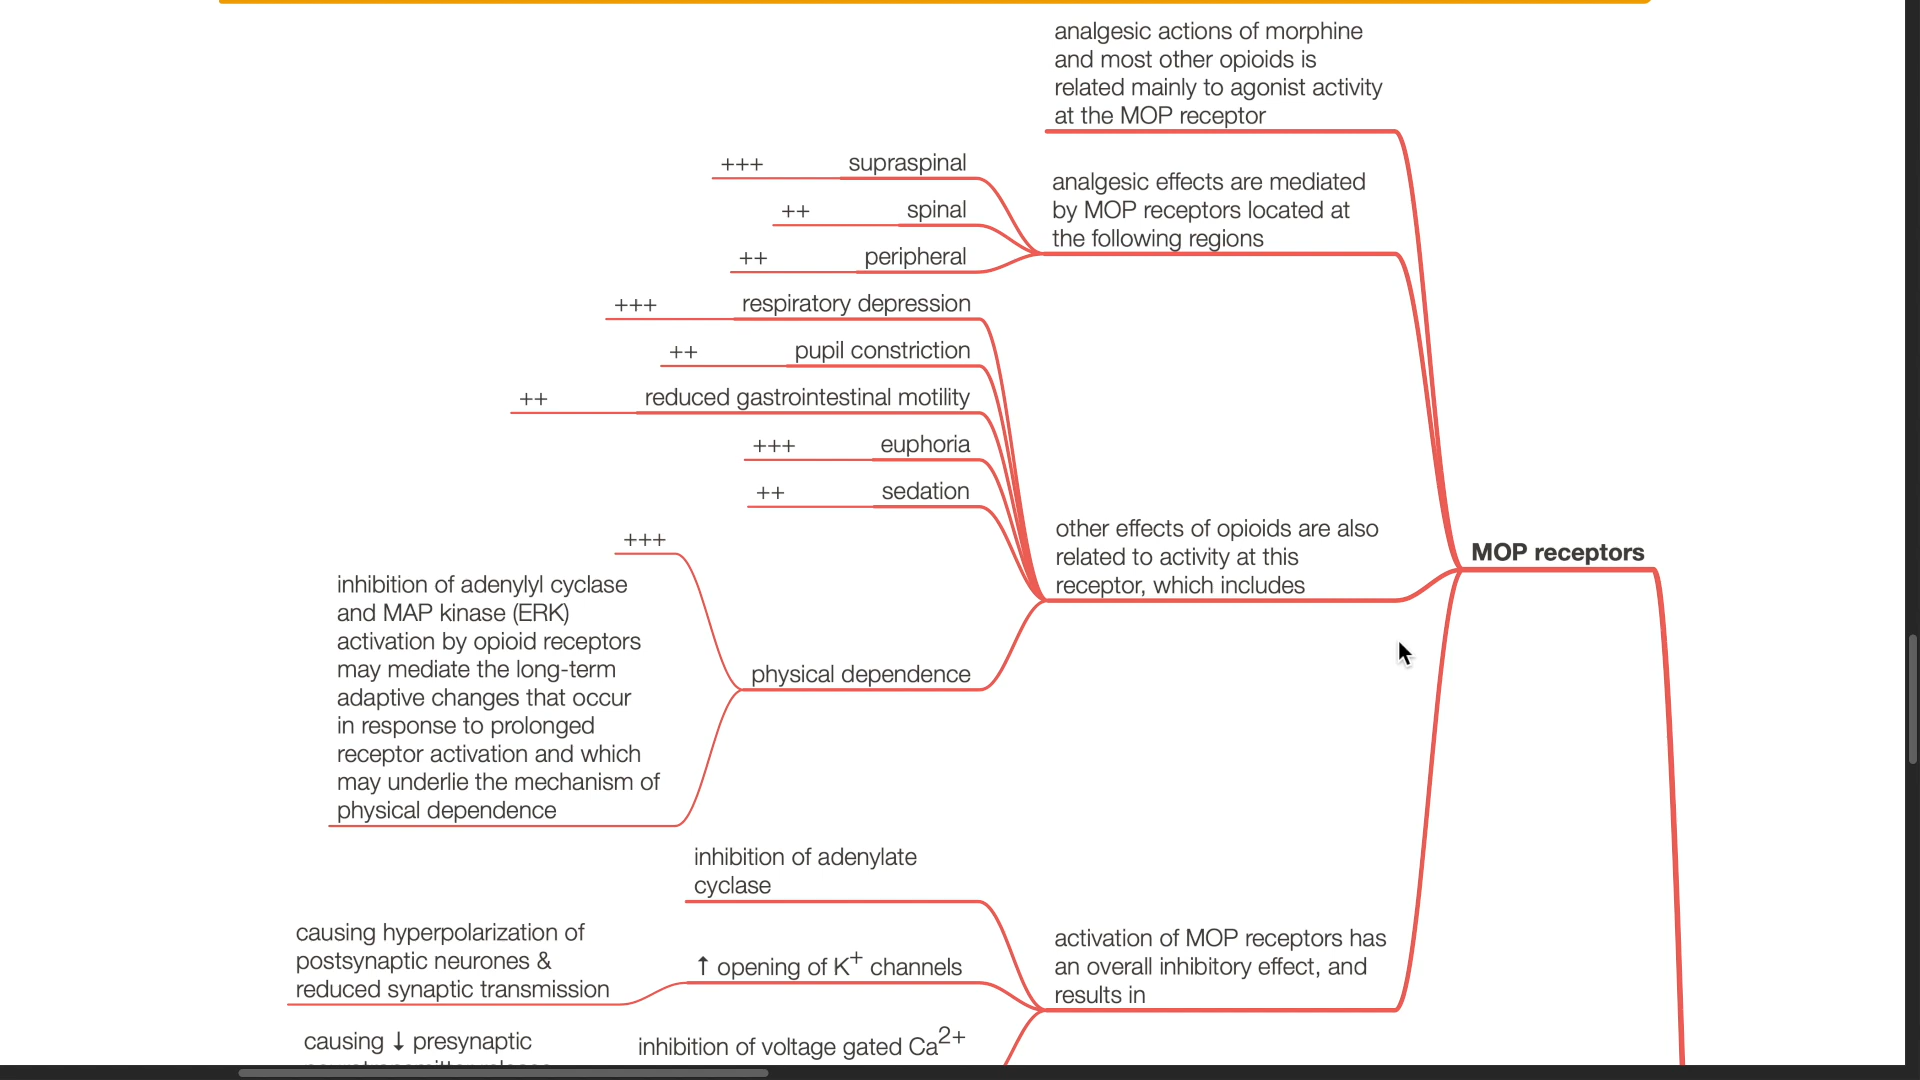 analgesic actions of morphine
and most other opioids is
related mainly to agonist activity
at the MOP receptor
+++ supraspinal
++ spinal
++ peripheral
analgesic effects are mediated
by MOP receptors located at
the following regions
+++ respiratory depression
++ pupil constriction
++ reduced gastrointestinal motility
+++ euphoria
++ sedation
other effects of opioids are also
related to activity at this
receptor, which includes
MOP receptors
+++
inhibition of adenylyl cyclase
and MAP kinase (ERK)
activation by opioid receptors
may mediate the long-term
adaptive changes that occur
in response to prolonged
receptor activation and which
may underlie the mechanism of
physical dependence
physical dependence
inhibition of adenylate
cyclase
causing hyperpolarization of
postsynaptic neurones &
reduced synaptic transmission
↑ opening of K⁺ channels
activation of MOP receptors has
an overall inhibitory effect, and
results in
causing ↓ presynaptic
inhibition of voltage gated Ca²⁺